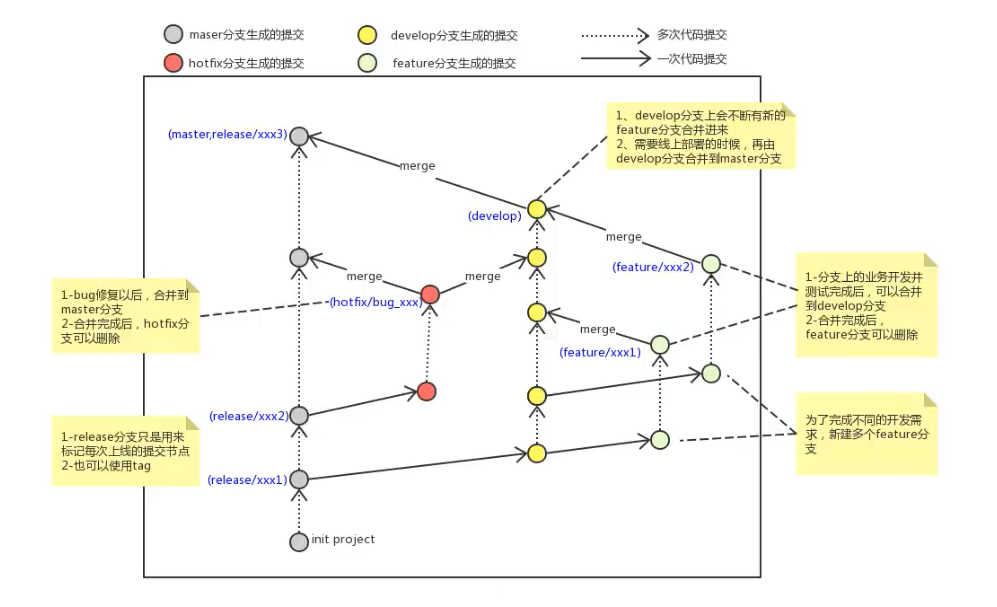 maser分支生成的提交
develop分支生成的提交
多次代码提交
hotfix分支生成的提交
feature分支生成的提交
一次代码提交
1、develop分支上会不断有新的
feature分支合并进来
2、需要线上部署的时候，再由
develop分支合并到master分支
(master,release/xxx3)
merge
(develop)
merge
(feature/xxx2)
merge
merge
1-bug修复以后，合并到
master分支
2-合并完成后，hotfix分
支可以删除
(hotfix/bug_xxx)
1-分支上的业务开发并
测试完成后，可以合并
到develop分支
2-合并完成后，
feature分支可以删除
merge
(feature/xxx1)
(release/xxx2)
为了完成不同的开发需
求，新建多个feature分
支
1-release分支只是用来
标记每次上线的提交节点
2-也可以使用tag
(release/xxx1)
init project